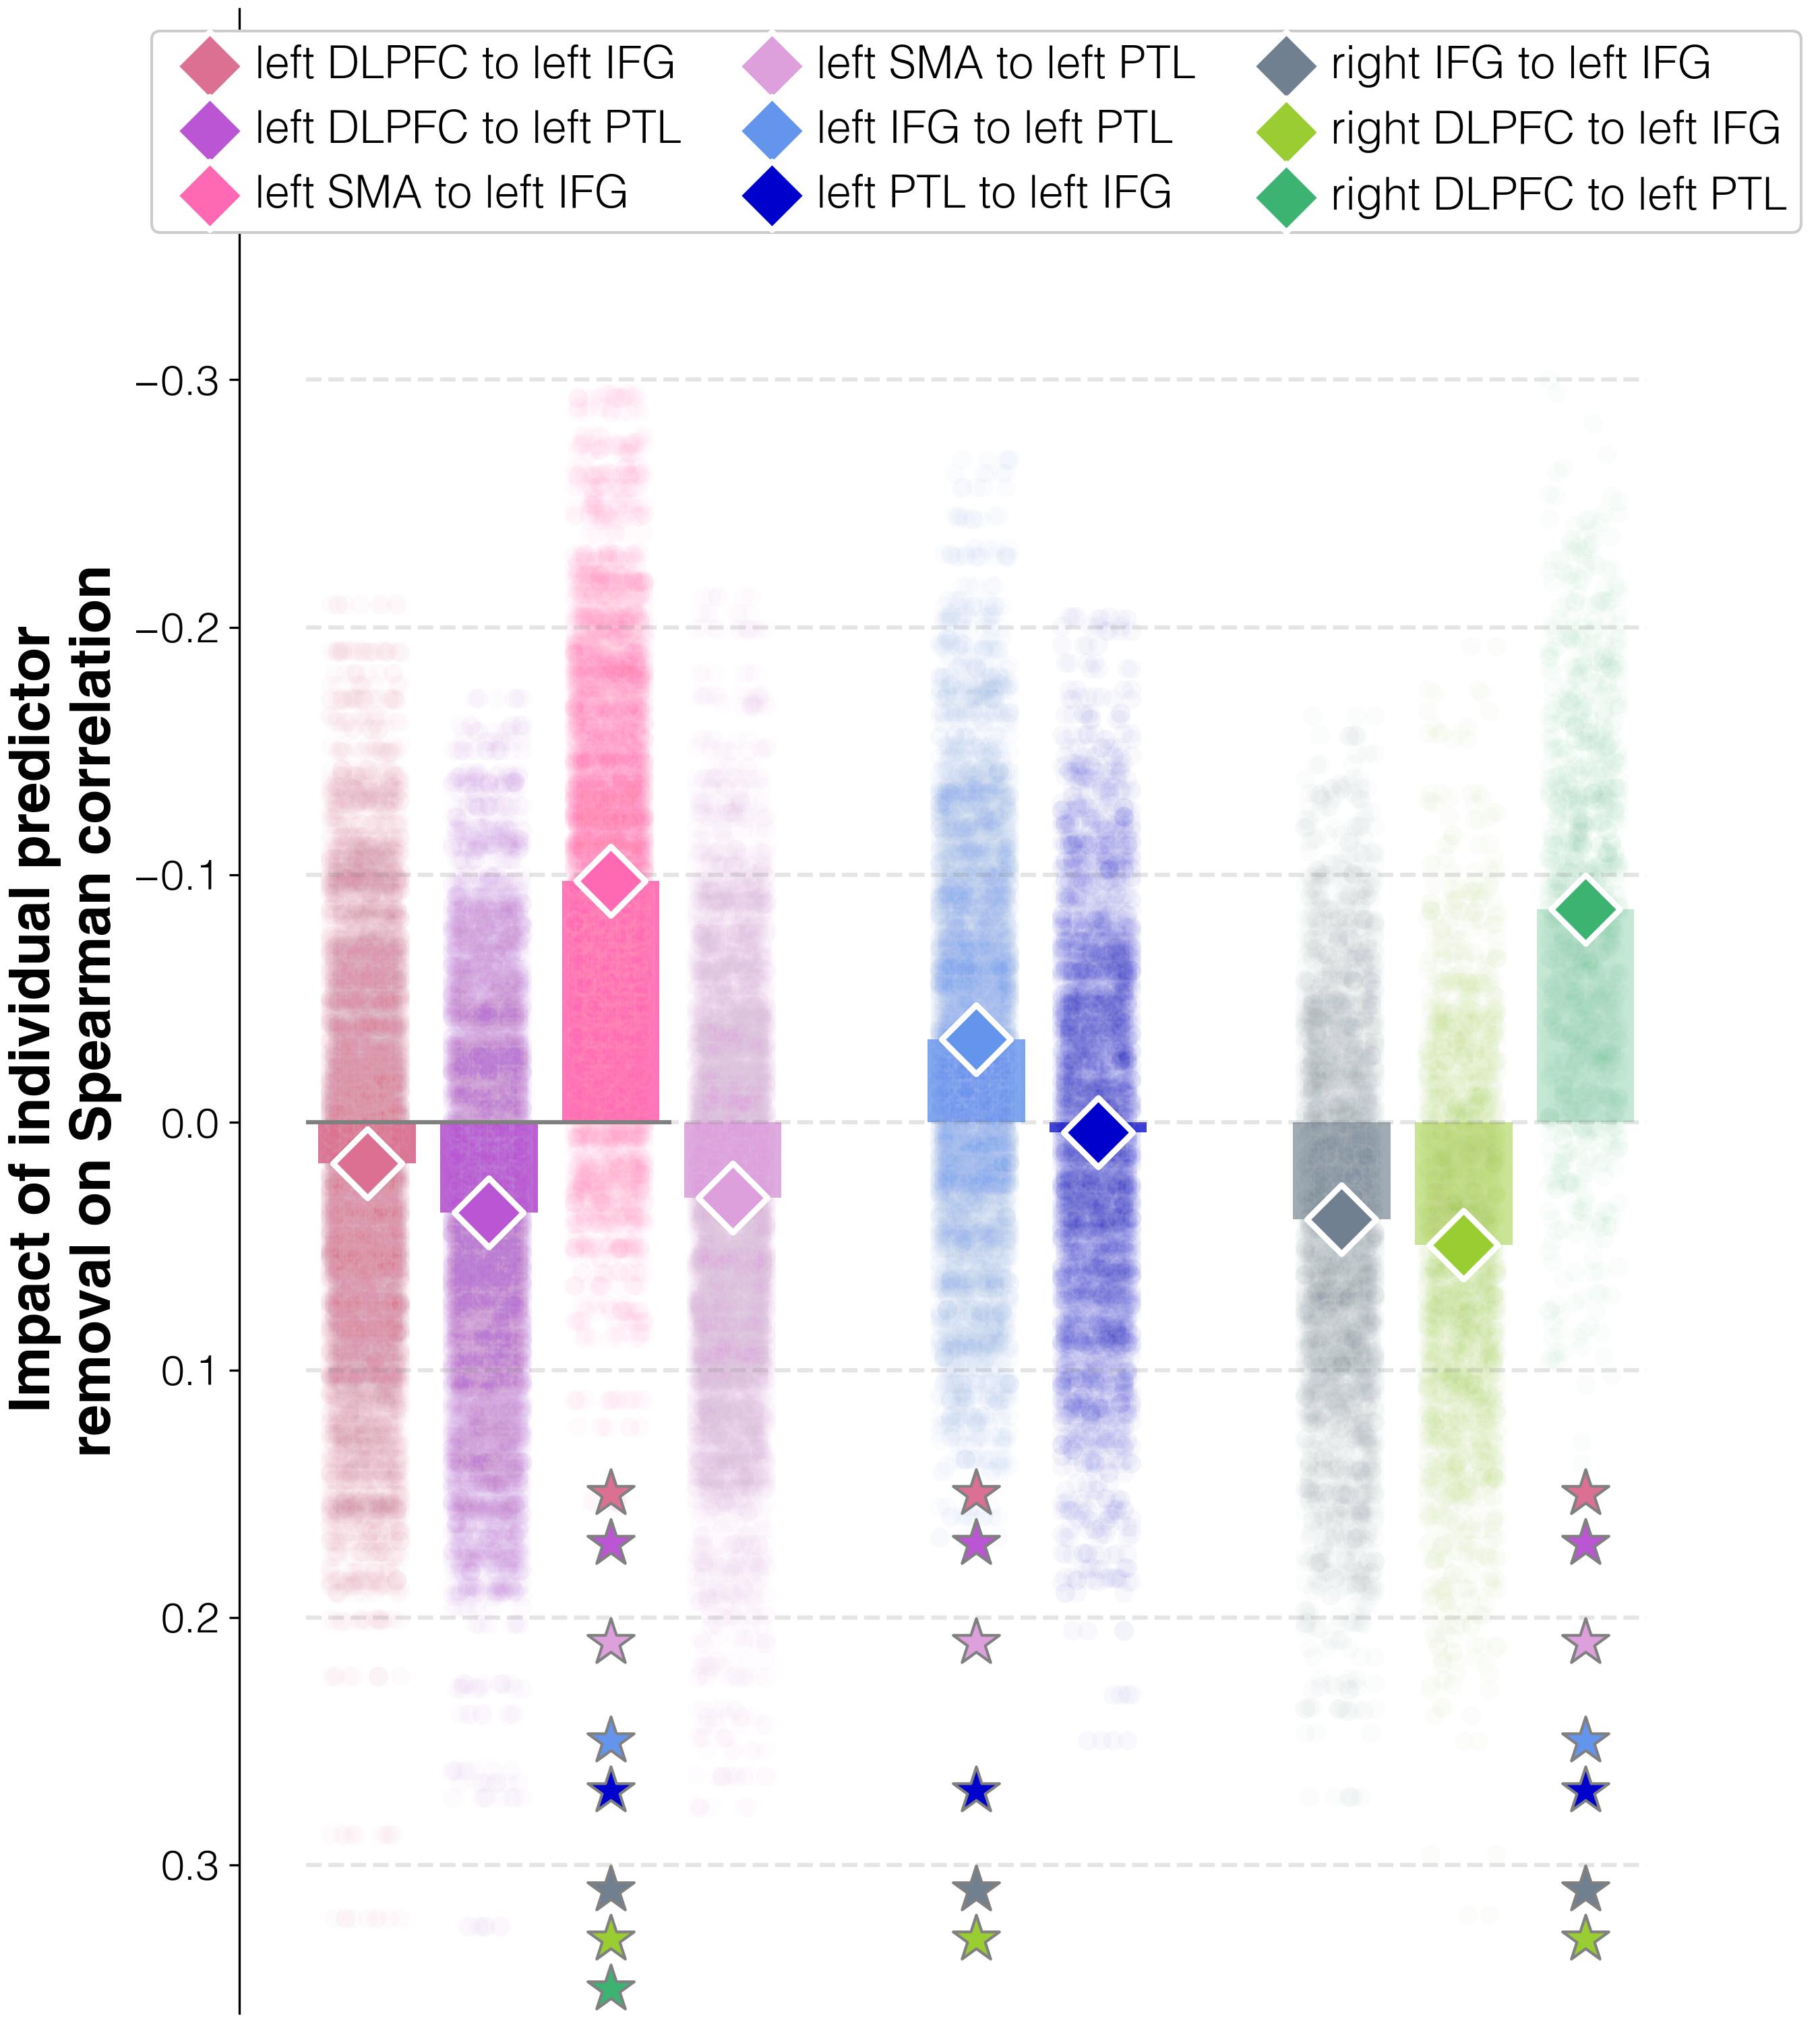 left DLPFC to left IFG
left DLPFC to left PTL
left SMA to left IFG
left SMA to left PTL
left IFG to left PTL
left PTL to left IFG
right IFG to left IFG
right DLPFC to left IFG
right DLPFC to left PTL
Impact of individual predictor
removal on Spearman correlation
−0.3
−0.2
−0.1
0.0
0.1
0.2
0.3